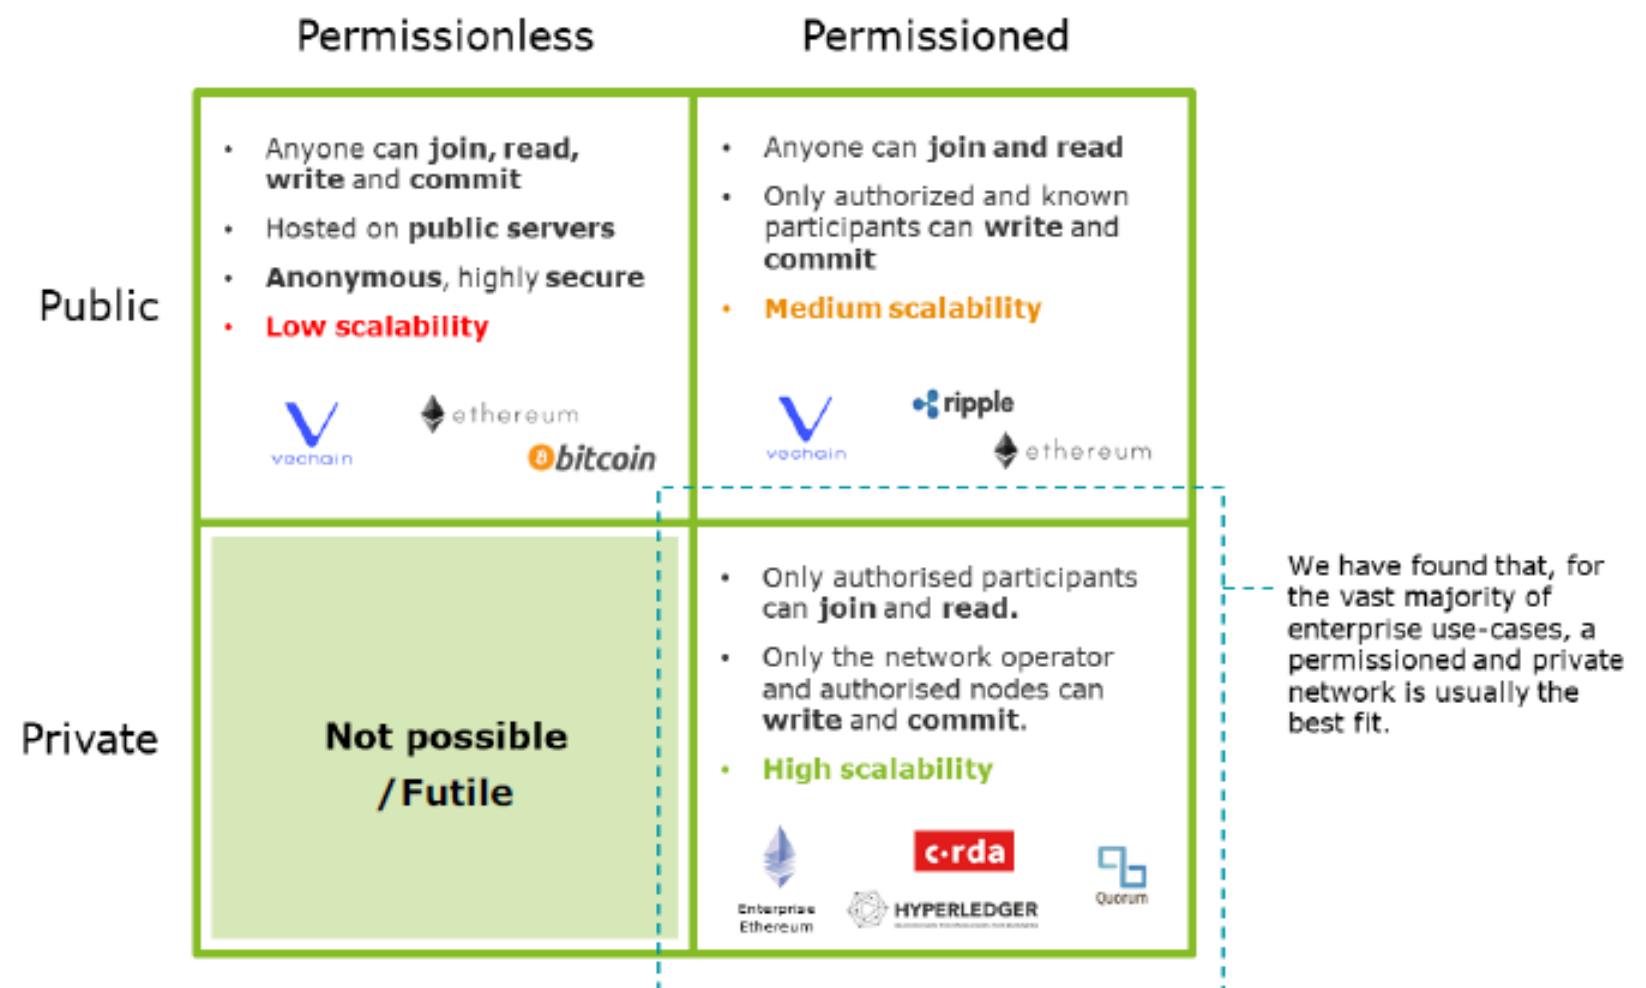 Permissionless
Permissioned
Public
• Anyone can join, read,
write and commit
• Hosted on public servers
• Anonymous, highly secure
• Low scalability
vechain
ethereum
bitcoin
• Anyone can join and read
• Only authorized and known
participants can write and
commit
• Medium scalability
vechain
ripple
ethereum
Private
Not possible
/Futile
• Only authorised participants
can join and read.
• Only the network operator
and authorised nodes can
write and commit.
• High scalability
Enterprise
Ethereum
c·rda
HYPERLEDGER
Quorum
We have found that, for
the vast majority of
enterprise use-cases, a
permissioned and private
network is usually the
best fit.